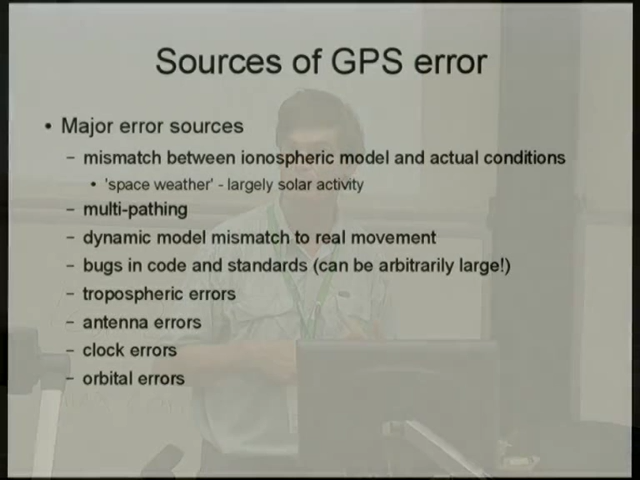 Sources of GPS error
• Major error sources
– mismatch between ionospheric model and actual conditions
• 'space weather' - largely solar activity
– multi-pathing
– dynamic model mismatch to real movement
– bugs in code and standards (can be arbitrarily large!)
– tropospheric errors
– antenna errors
– clock errors
– orbital errors